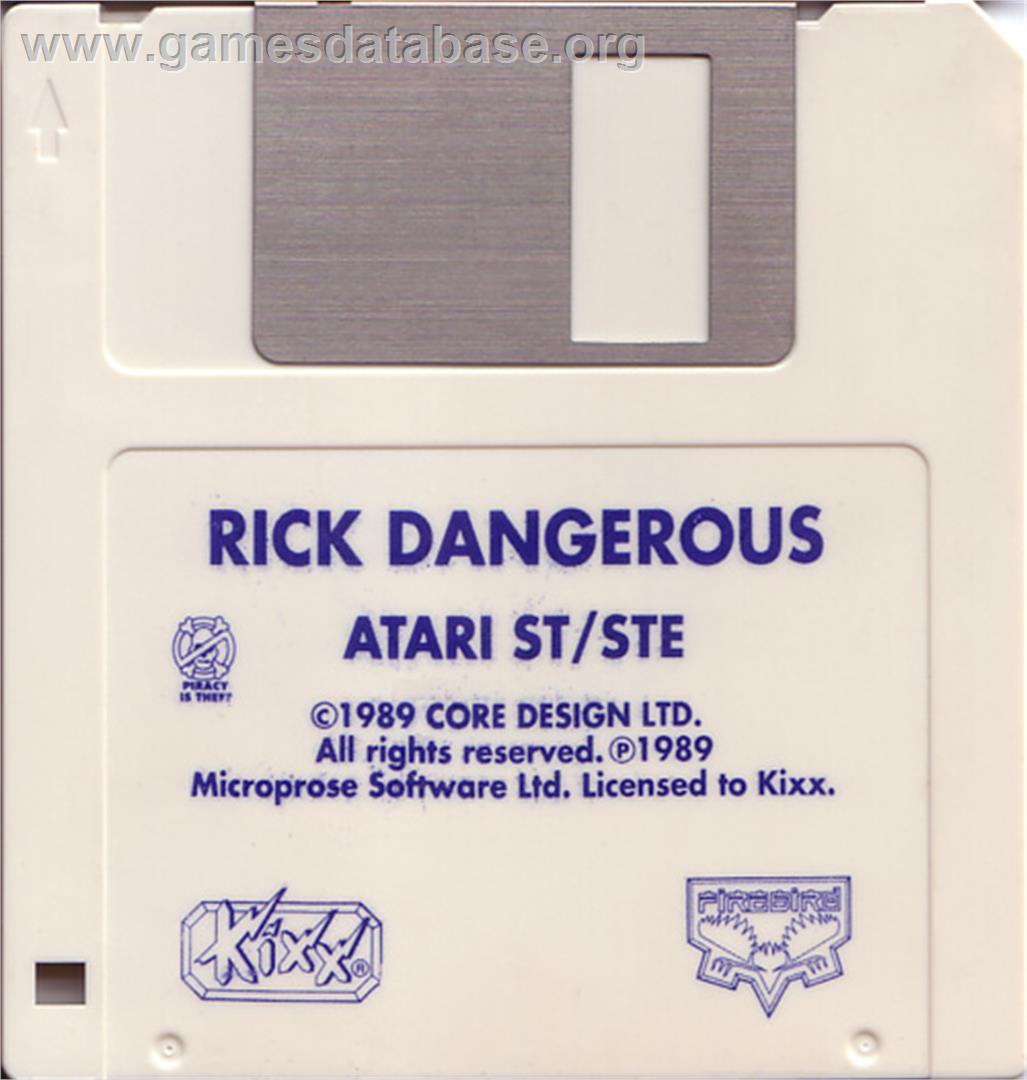 www.gamesdatabase.org
RICK DANGEROUS
ATARI ST/STE
PIRACY
IS THEFT
©1989 CORE DESIGN LTD.
All rights reserved. ℗1989
Microprose Software Ltd. Licensed to Kixx.
Kixx®
FIREBIRD